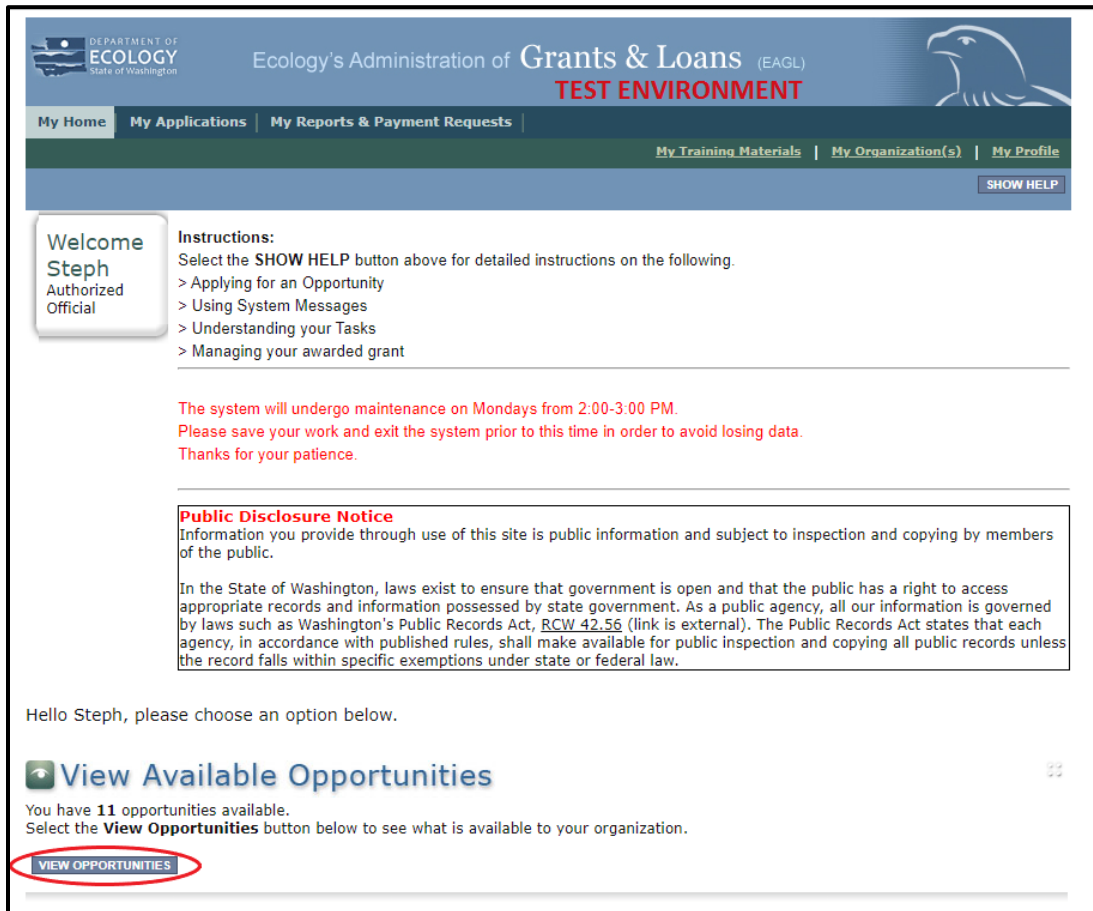 DEPARTMENT OF
ECOLOGY
State of Washington
Ecology's Administration of Grants & Loans (EAGL)
TEST ENVIRONMENT
My Home | My Applications | My Reports & Payment Requests |
My Training Materials | My Organization(s) | My Profile
SHOW HELP
Welcome
Steph
Authorized
Official
Instructions:
Select the SHOW HELP button above for detailed instructions on the following.
> Applying for an Opportunity
> Using System Messages
> Understanding your Tasks
> Managing your awarded grant
The system will undergo maintenance on Mondays from 2:00-3:00 PM.
Please save your work and exit the system prior to this time in order to avoid losing data.
Thanks for your patience.
Public Disclosure Notice
Information you provide through use of this site is public information and subject to inspection and copying by members
of the public.
In the State of Washington, laws exist to ensure that government is open and that the public has a right to access
appropriate records and information possessed by state government. As a public agency, all our information is governed
by laws such as Washington's Public Records Act, RCW 42.56 (link is external). The Public Records Act states that each
agency, in accordance with published rules, shall make available for public inspection and copying all public records unless
the record falls within specific exemptions under state or federal law.
Hello Steph, please choose an option below.
View Available Opportunities
You have 11 opportunities available.
Select the View Opportunities button below to see what is available to your organization.
VIEW OPPORTUNITIES